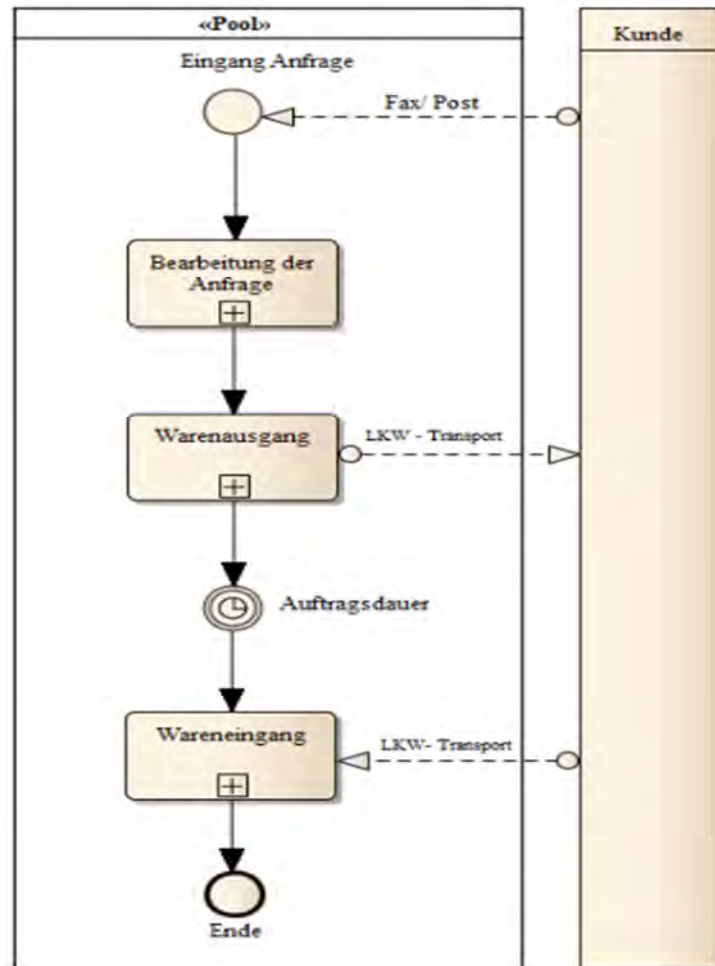 «Pool»
Kunde
Eingang Anfrage
Fax/ Post
Bearbeitung der
Anfrage
Warenausgang
LKW - Transport
Auftragsdauer
Wareneingang
LKW- Transport
Ende